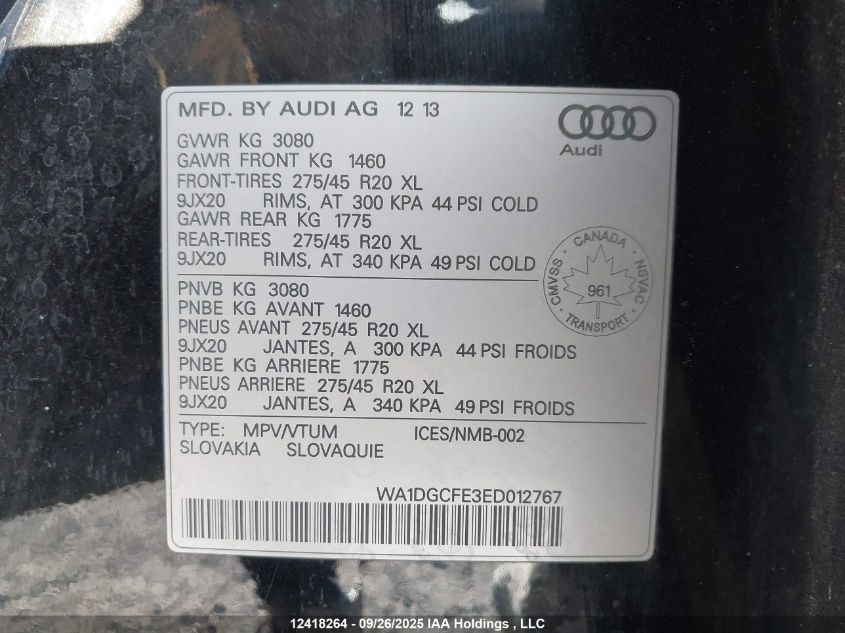 MFD. BY AUDI AG 12 13
Audi
GVWR KG 3080
GAWR FRONT KG 1460
FRONT-TIRES 275/45 R20 XL
9JX20 RIMS, AT 300 KPA 44 PSI COLD
GAWR REAR KG 1775
REAR-TIRES 275/45 R20 XL
9JX20 RIMS, AT 340 KPA 49 PSI COLD
CANADA
CMVSS
NSVAC
961
TRANSPORT
PNVB KG 3080
PNBE KG AVANT 1460
PNEUS AVANT 275/45 R20 XL
9JX20 JANTES, A 300 KPA 44 PSI FROIDS
PNBE KG ARRIERE 1775
PNEUS ARRIERE 275/45 R20 XL
9JX20 JANTES, A 340 KPA 49 PSI FROIDS
TYPE: MPV/VTUM ICES/NMB-002
SLOVAKIA SLOVAQUIE
WA1DGCFE3ED012767
12418264 - 09/26/2025 IAA Holdings , LLC